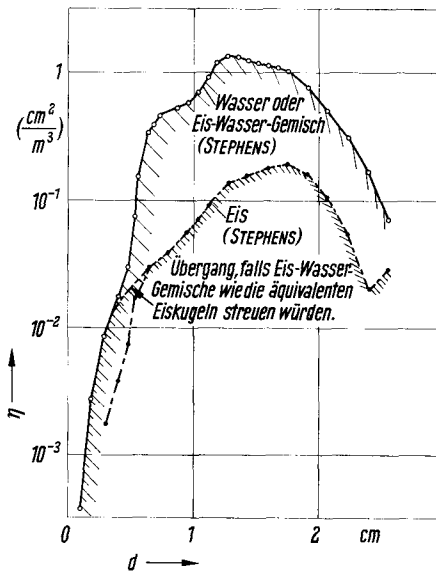 1
(cm²/m³)
10⁻¹
10⁻²
10⁻³
η
Wasser oder
Eis-Wasser-Gemisch
(STEPHENS)
Eis
(STEPHENS)
Übergang, falls Eis-Wasser-
Gemische wie die äquivalenten
Eiskugeln streuen würden.
0 1 2 cm
d